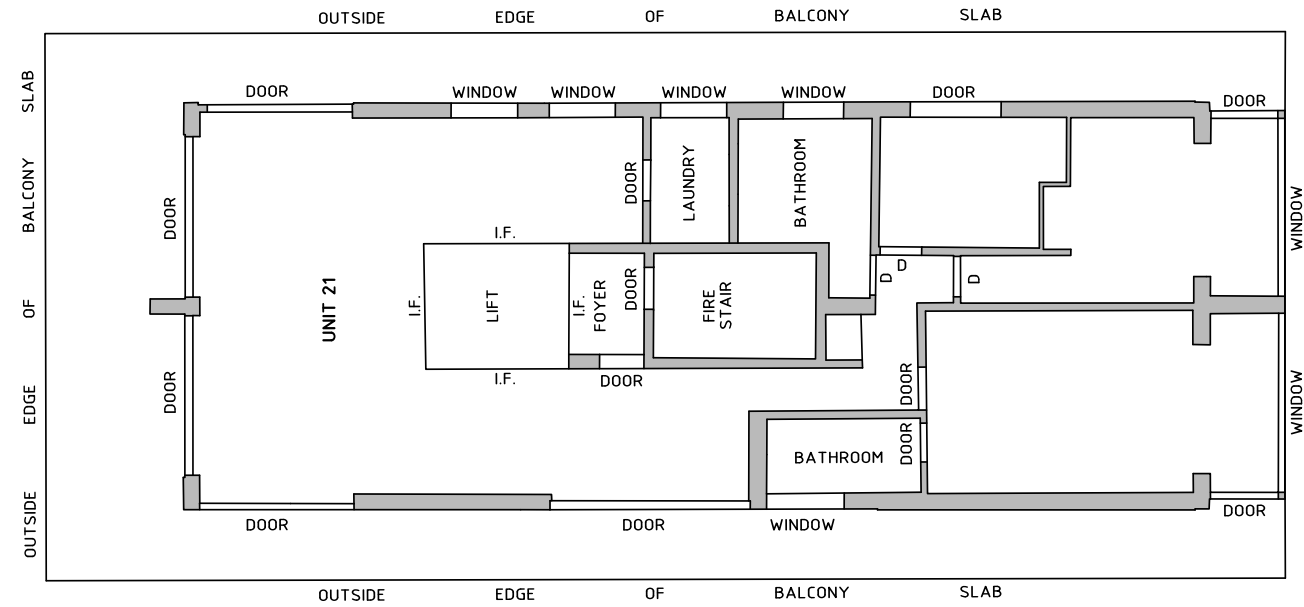 OUTSIDE EDGE OF BALCONY SLAB
DOOR
WINDOW
WINDOW
WINDOW
WINDOW
DOOR
DOOR
OUTSIDE EDGE OF BALCONY SLAB
DOOR
DOOR
UNIT 21
I.F.
I.F.
LIFT
I.F.
I.F.
FOYER
DOOR
DOOR
DOOR
LAUNDRY
BATHROOM
FIRE
STAIR
D
D
D
WINDOW
WINDOW
DOOR
DOOR
BATHROOM
DOOR
DOOR
WINDOW
DOOR
OUTSIDE EDGE OF BALCONY SLAB